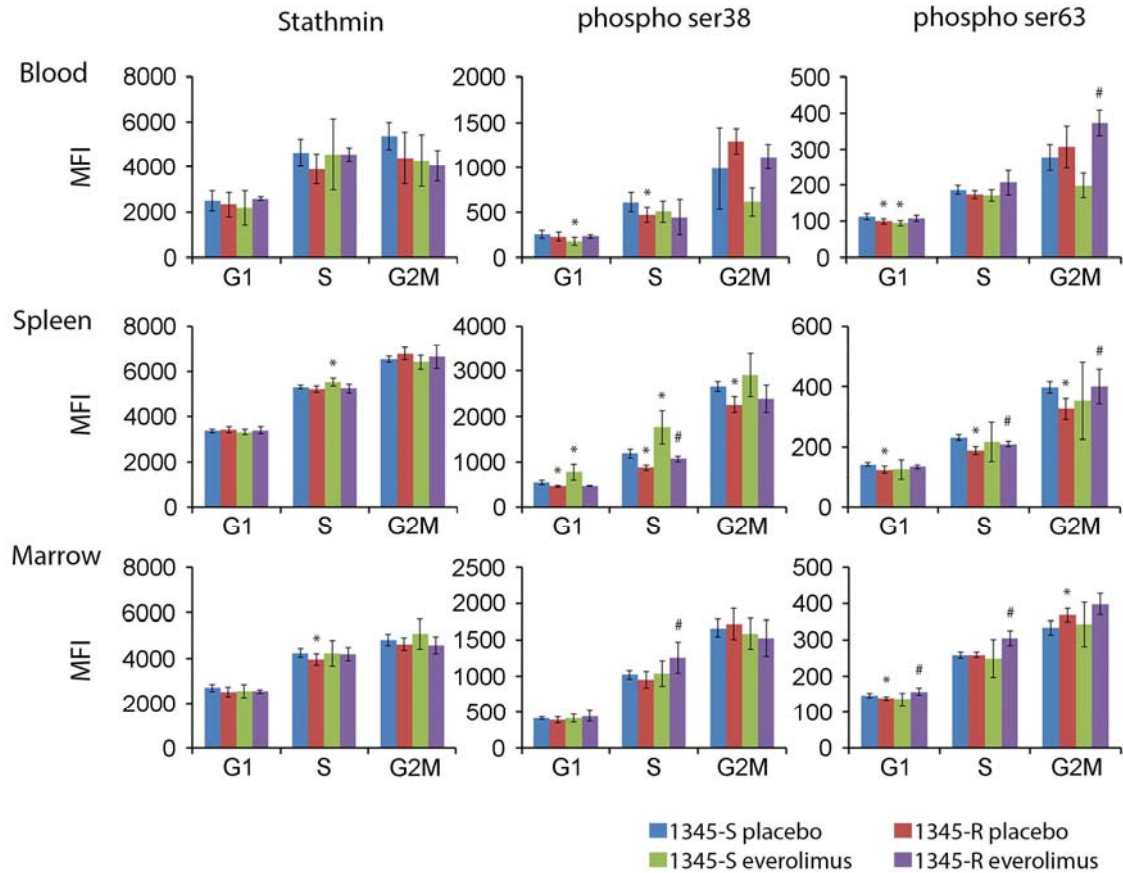 Stathmin phospho ser38 phospho ser63
Blood
8000 2000 500
# 
400
6000 1500
300
MFI 4000 1000 *
200
2000 500 * * *
100
0 0 0
G1 S G2M G1 S G2M G1 S G2M
Spleen
8000 4000 600
#
6000 * 3000 * * 400 *
MFI 4000 2000 * #
* # 200 *
2000 1000 * *
0 0 0
G1 S G2M G1 S G2M G1 S G2M
Marrow
8000 2500 500
*
2000 400
6000 # #
1500 300
MFI 4000 *
1000 200 * #
2000 500 100
0 0 0
G1 S G2M G1 S G2M G1 S G2M
1345-S placebo 1345-R placebo
1345-S everolimus 1345-R everolimus